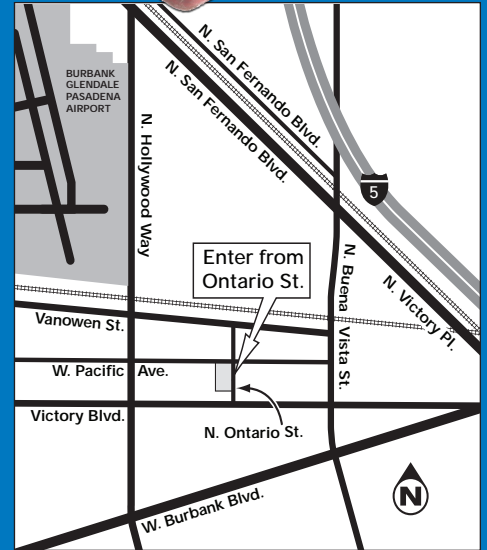 N. San Fernando Blvd.
N. San Fernando Blvd.
BURBANK
GLENDALE
PASADENA
AIRPORT
N. Hollywood Way
5
Enter from
Ontario St.
N. Buena Vista St.
N. Victory Pl.
Vanowen St.
W. Pacific Ave.
Victory Blvd.
N. Ontario St.
W. Burbank Blvd.
N